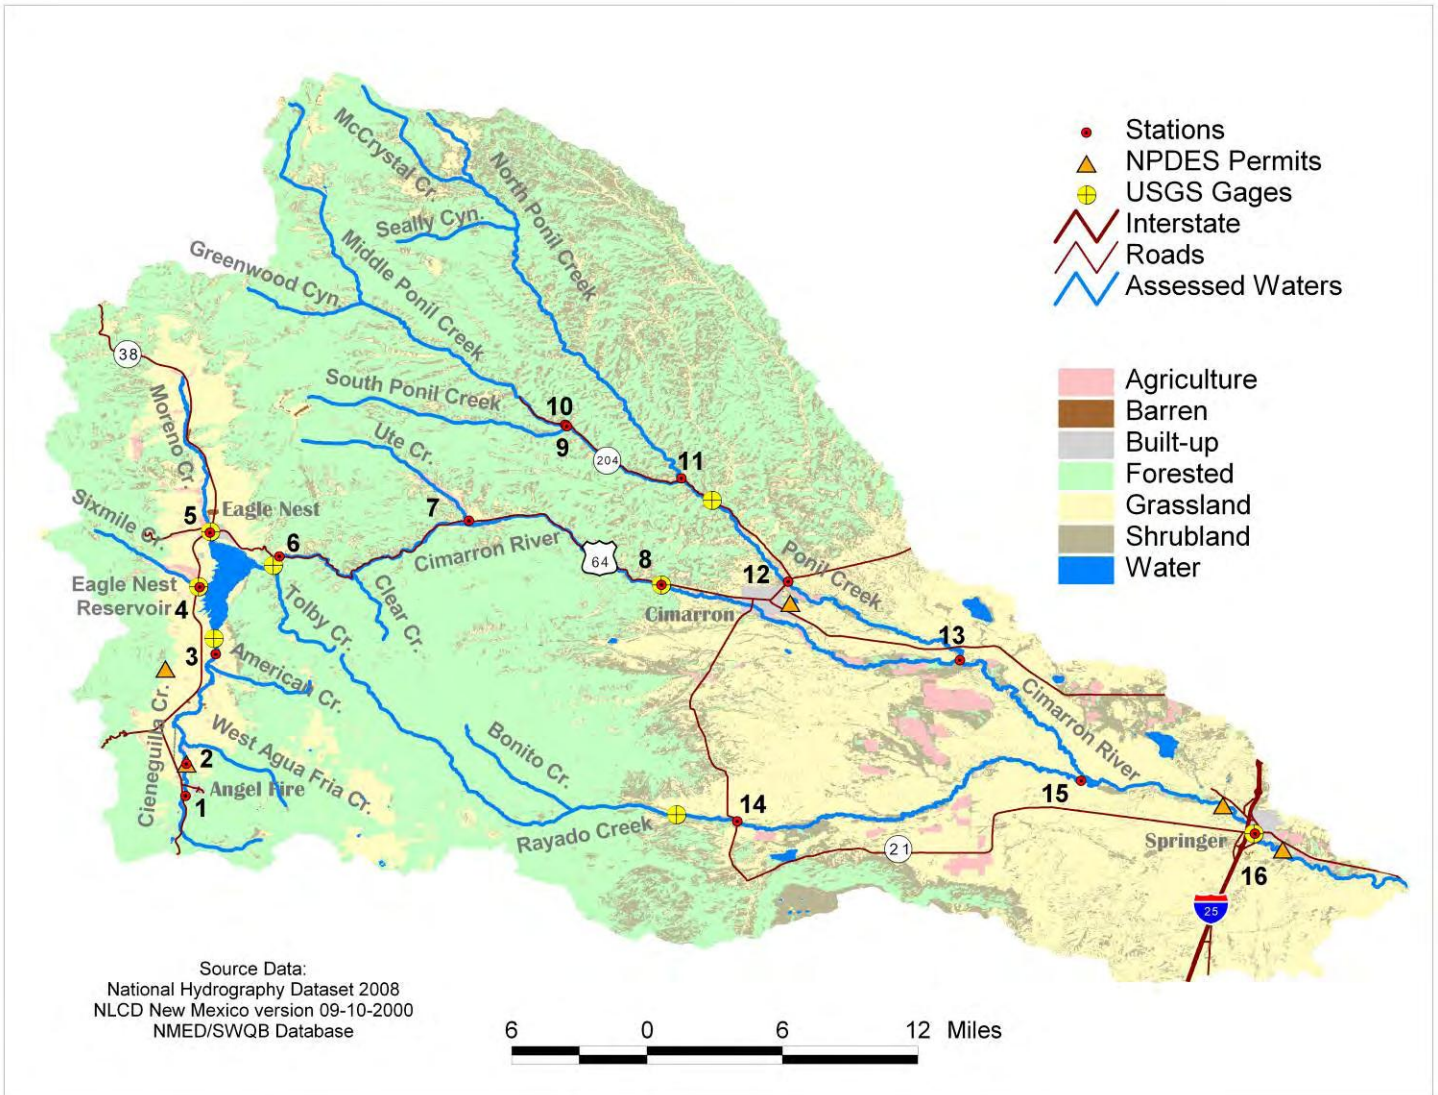 Stations
NPDES Permits
USGS Gages
Interstate
Roads
Assessed Waters
Agriculture
Barren
Built-up
Forested
Grassland
Shrubland
Water
McCrystal Cr.
North Ponil Creek
Seally Cyn.
Greenwood Cyn.
Middle Ponil Creek
38
Moreno Cr.
South Ponil Creek
10
9
Ute Cr.
204
11
Sixmile Cr.
5
Eagle Nest
7
6
Cimarron River
64
8
12
Ponil Creek
Eagle Nest
Reservoir
4
Tolby Cr.
Clear Cr.
Cimarron
13
3
American Cr.
Cieneguilla Cr.
West Agua Fria Cr.
2
Angel Fire
1
Bonito Cr.
Cimarron River
15
14
Rayado Creek
21
Springer
16
25
Source Data:
National Hydrography Dataset 2008
NLCD New Mexico version 09-10-2000
NMED/SWQB Database
6 0 6 12 Miles